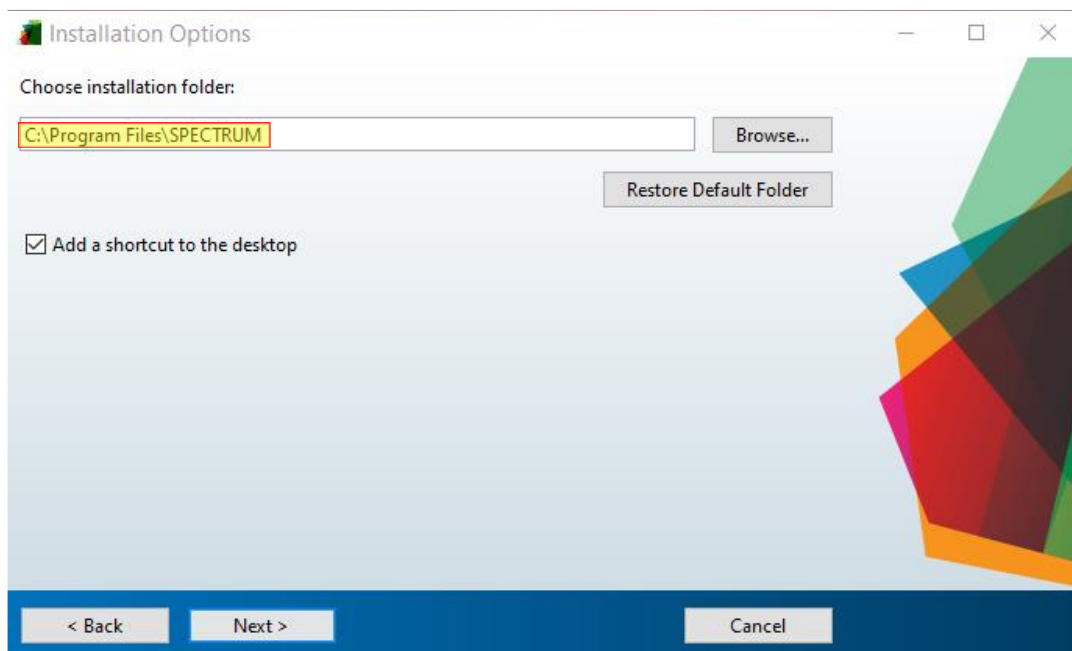 Installation Options
Choose installation folder:
C:\Program Files\SPECTRUM
Browse...
Restore Default Folder
Add a shortcut to the desktop
< Back
Next >
Cancel